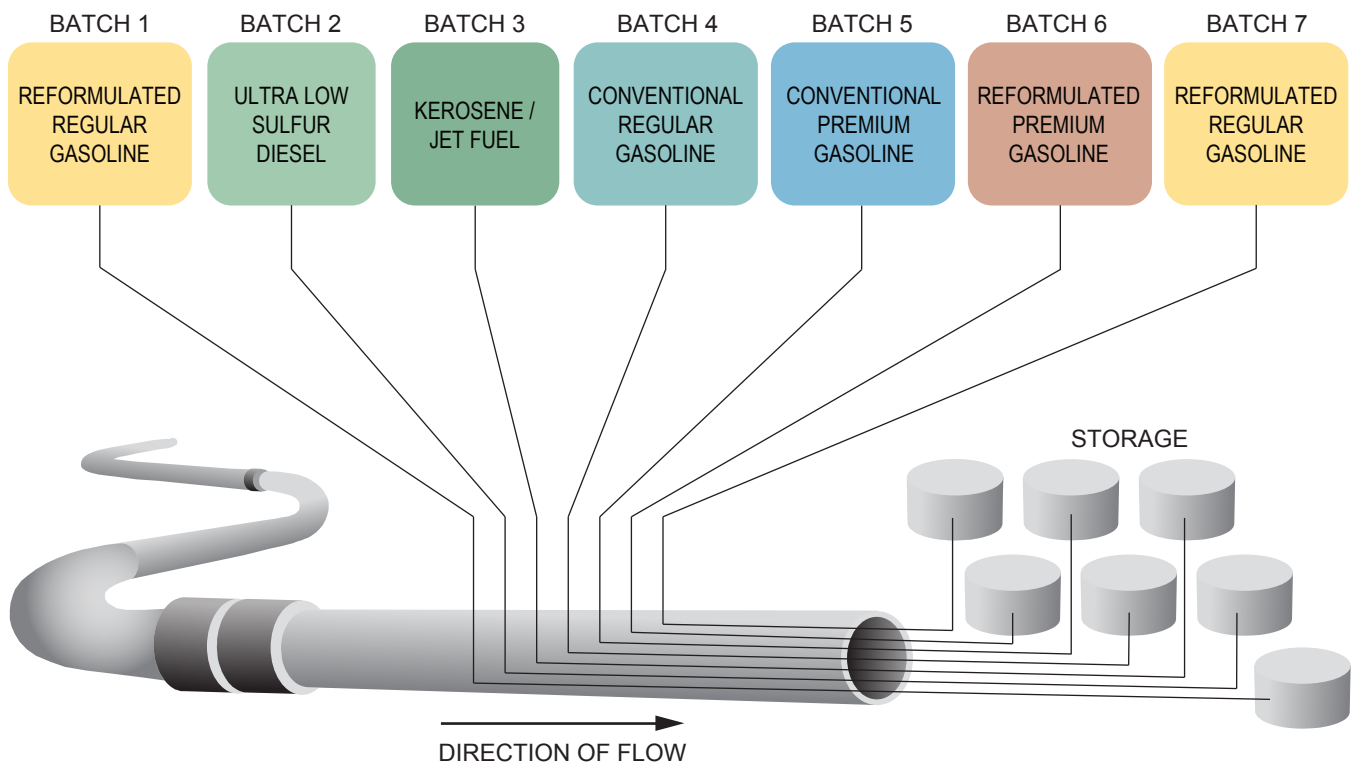 BATCH 1
BATCH 2
BATCH 3
BATCH 4
BATCH 5
BATCH 6
BATCH 7
REFORMULATED
REGULAR
GASOLINE
ULTRA LOW
SULFUR
DIESEL
KEROSENE /
JET FUEL
CONVENTIONAL
REGULAR
GASOLINE
CONVENTIONAL
PREMIUM
GASOLINE
REFORMULATED
PREMIUM
GASOLINE
REFORMULATED
REGULAR
GASOLINE
STORAGE
DIRECTION OF FLOW